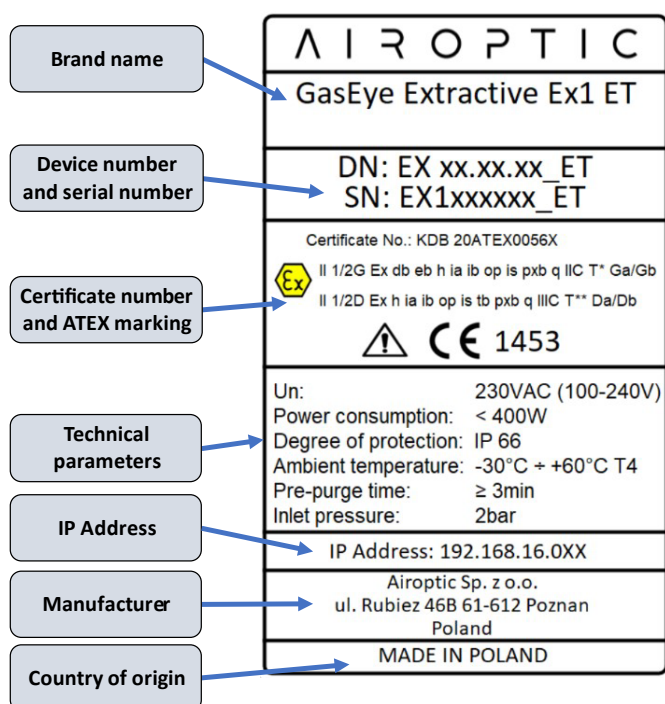 Brand name
Device number
and serial number
Certificate number
and ATEX marking
Technical
parameters
IP Address
Manufacturer
Country of origin
AIROPTIC
GasEye Extractive Ex1 ET
DN: EX xx.xx.xx_ET
SN: EX1xxxxxx_ET
Certificate No.: KDB 20ATEX0056X
Ex
II 1/2G Ex db eb h ia ib op is pxb q IIC T* Ga/Gb
II 1/2D Ex h ia ib op is tb pxb q IIIC T** Da/Db
CE 1453
Un: 230VAC (100-240V)
Power consumption: < 400W
Degree of protection: IP 66
Ambient temperature: -30°C ÷ +60°C T4
Pre-purge time: ≥ 3min
Inlet pressure: 2bar
IP Address: 192.168.16.0XX
Airoptic Sp. z o.o.
ul. Rubiez 46B 61-612 Poznan
Poland
MADE IN POLAND